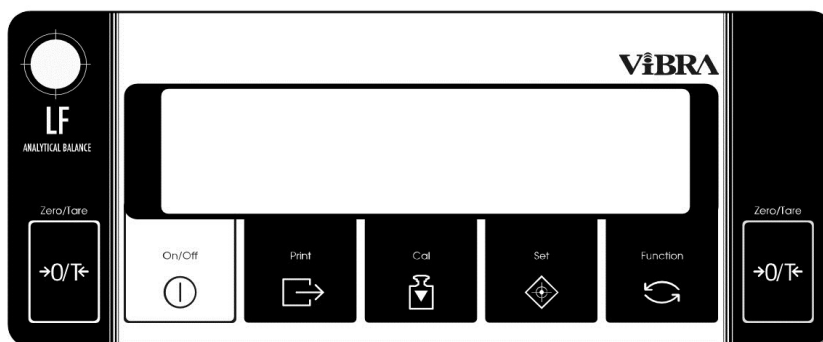 ViBRA
LF
ANALYTICAL BALANCE
Zero/Tare
→0/T←
On/Off
Print
Cal
Set
Function
Zero/Tare
→0/T←